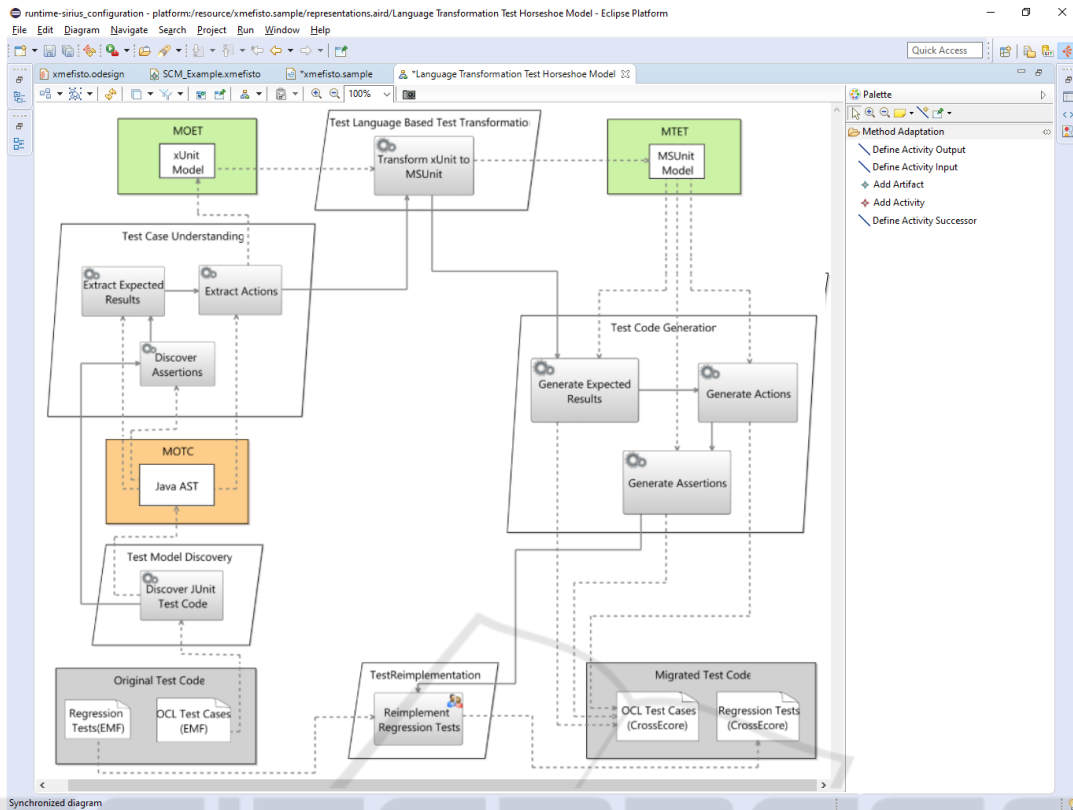 runtime-sirius_configuration - platform:/resource/xmefisto.sample/representations.aird/Language Transformation Test Horseshoe Model - Eclipse Platform
File Edit Diagram Navigate Search Project Run Window Help
Quick Access
xmefisto.odesign
SCM_Example.xmefisto
*xmefisto.sample
*Language Transformation Test Horseshoe Model
100%
Palette
Method Adaptation
Define Activity Output
Define Activity Input
Add Artifact
Add Activity
Define Activity Successor
MOET
xUnit
Model
Test Language Based Test Transformatio
Transform xUnit to
MSUnit
MTET
MSUnit
Model
Test Case Understanding
Extract Expected
Results
Extract Actions
Discover
Assertions
Test Code Generation
Generate Expected
Results
Generate Actions
Generate Assertions
MOTC
Java AST
Test Model Discovery
Discover JUnit
Test Code
Original Test Code
Regression
Tests(EMF)
OCL Test Cases
(EMF)
TestReimplementation
Reimplement
Regression Tests
Migrated Test Code
OCL Test Cases
(CrossEcore)
Regression Tests
(CrossEcore)
Synchronized diagram